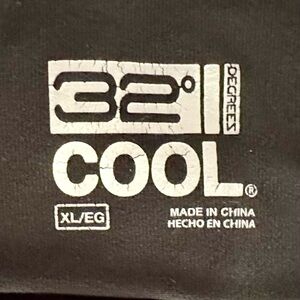 32° DEGREES
COOL®
XL/EG
MADE IN CHINA
HECHO EN CHINA